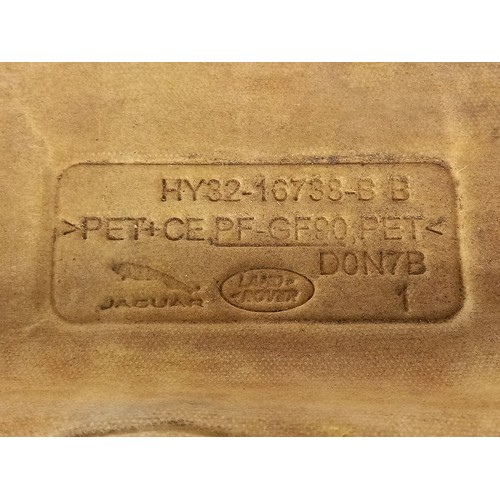 HY32-16738-B B
>PET+CE,PF-GF90,PET<
D0N7B
JAGUAR
LAND
ROVER
1